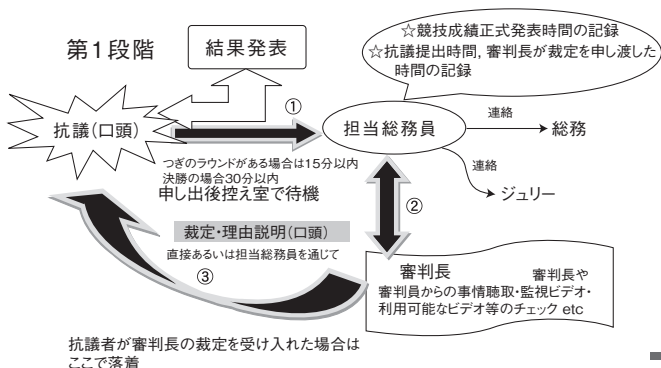 第1段階
結果発表
☆競技成績正式発表時間の記録
☆抗議提出時間，審判長が裁定を申し渡した
時間の記録
抗議(口頭)
①
担当総務員
連絡
総務
連絡
ジュリー
つぎのラウンドがある場合は15分以内
決勝の場合30分以内
申し出後控え室で待機
②
裁定・理由説明(口頭)
直接あるいは担当総務員を通じて
③
審判長 審判長や
審判員からの事情聴取・監視ビデオ・
利用可能なビデオ等のチェック etc
抗議者が審判長の裁定を受け入れた場合は
ここで落着